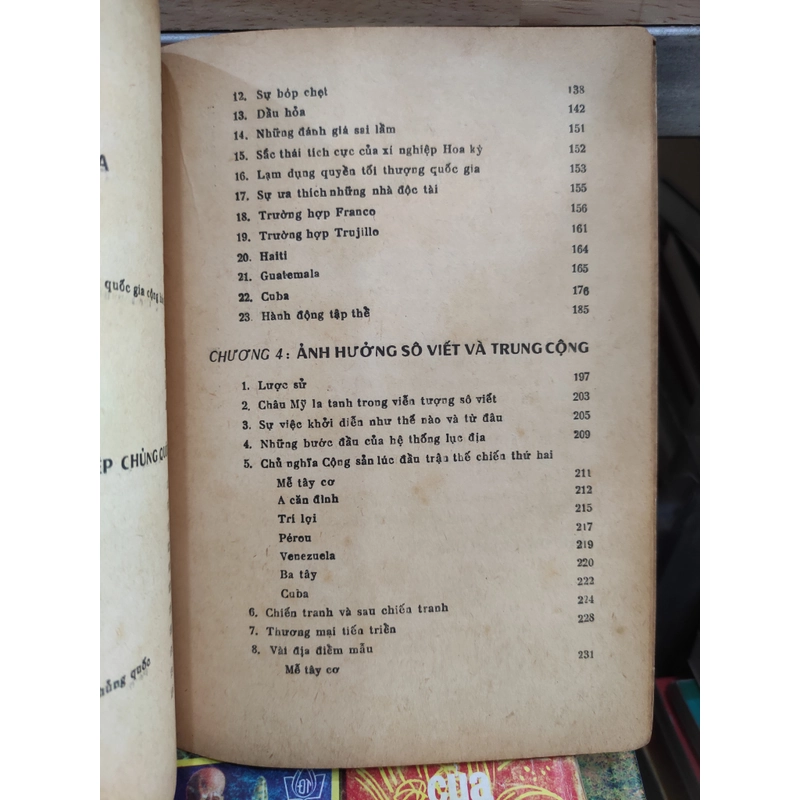 A
quốc gia cộng
ÉP CHỦNG QU
hủng quốc
12. Sự bóp chẹt 138
13. Dầu hỏa 142
14. Những đánh giá sai lầm 151
15. Sắc thái tích cực của xí nghiệp Hoa kỳ 152
16. Lạm dụng quyền tối thượng quốc gia 153
17. Sự ưa thích những nhà độc tài 155
18. Trường hợp Franco 156
19. Trường hợp Trujillo 161
20. Haiti 164
21. Guatemala 165
22. Cuba 176
23. Hành động tập thể 185
CHƯƠNG 4: ẢNH HƯỞNG SÔ VIẾT VÀ TRUNG CỘNG
1. Lược sử 197
2. Châu Mỹ la tanh trong viễn tượng sô viết 203
3. Sự việc khởi diễn như thế nào và từ đâu 205
4. Những bước đầu của hệ thống lục địa 209
5. Chủ nghĩa Cộng sản lúc đầu trận thế chiến thứ hai
Mễ tây cơ 211
A căn đình 212
Trí lợi 215
Pérou 217
Venezuela 219
Ba tây 220
Cuba 222
6. Chiến tranh và sau chiến tranh 224
7. Thương mại tiến triển 228
8. Vài địa điểm mẫu
Mễ tây cơ 231
của